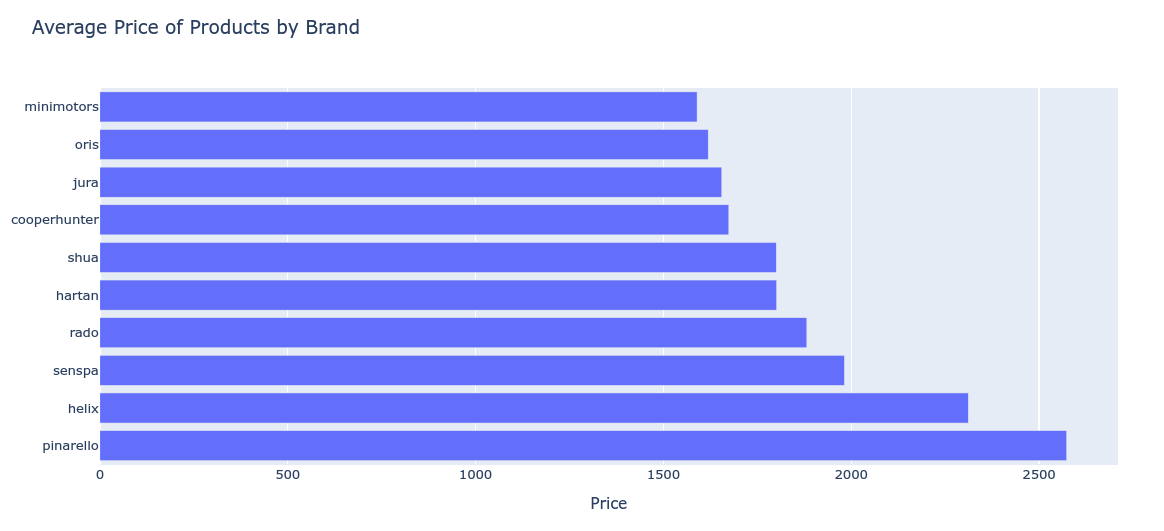 Average Price of Products by Brand
minimotors
oris
jura
cooperhunter
shua
hartan
rado
senspa
helix
pinarello
0 500 1000 1500 2000 2500
Price